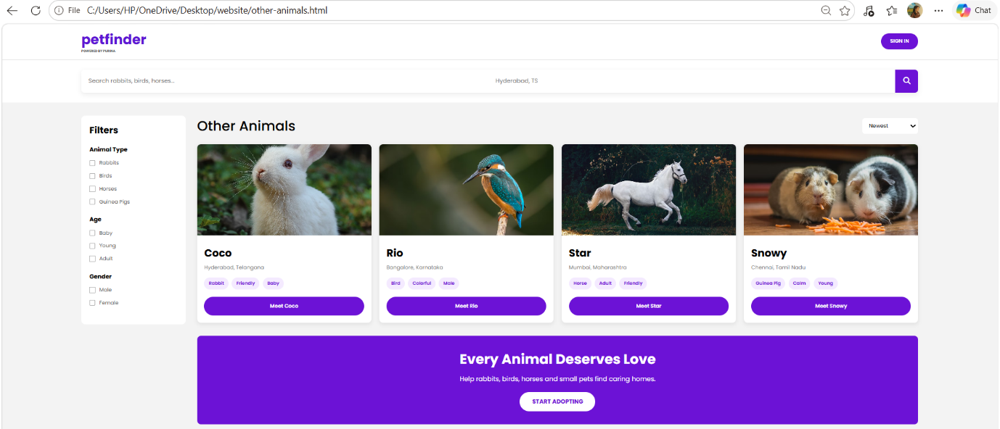 File C:/Users/HP/OneDrive/Desktop/website/other-animals.html Chat
petfinder
POWERED BY PURINA
SIGN IN
Search rabbits, birds, horses... Hyderabad, TS
Filters
Animal Type
Rabbits
Birds
Horses
Guinea Pigs
Age
Baby
Young
Adult
Gender
Male
Female
Other Animals
Newest
Coco
Hyderabad, Telangana
Rabbit Friendly Baby
Meet Coco
Rio
Bangalore, Karnataka
Bird Colorful Male
Meet Rio
Star
Mumbai, Maharashtra
Horse Adult Friendly
Meet Star
Snowy
Chennai, Tamil Nadu
Guinea Pig Calm Young
Meet Snowy
Every Animal Deserves Love
Help rabbits, birds, horses and small pets find caring homes.
START ADOPTING